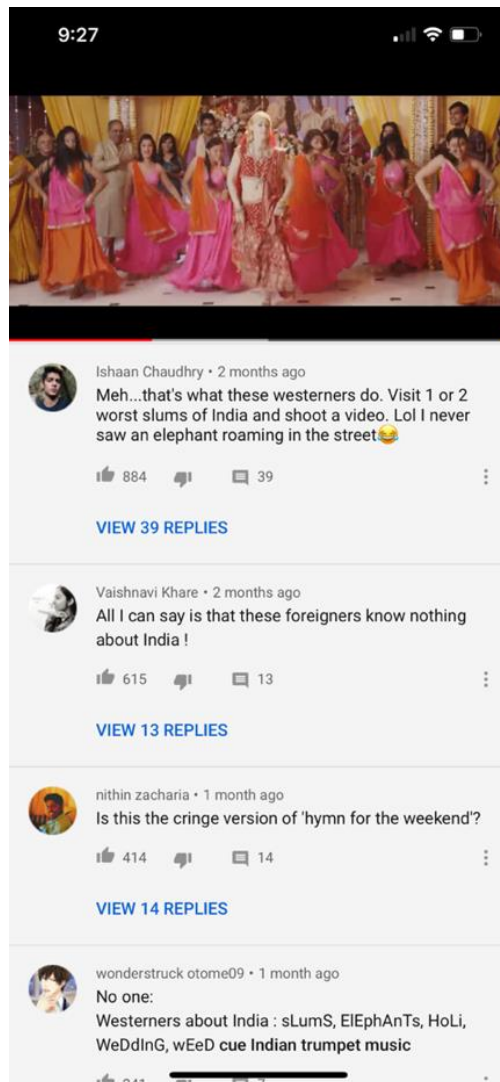 9:27
Ishaan Chaudhry • 2 months ago
Meh...that's what these westerners do. Visit 1 or 2
worst slums of India and shoot a video. Lol I never
saw an elephant roaming in the street😂
884 39
VIEW 39 REPLIES
Vaishnavi Khare • 2 months ago
All I can say is that these foreigners know nothing
about India !
615 13
VIEW 13 REPLIES
nithin zacharia • 1 month ago
Is this the cringe version of 'hymn for the weekend'?
414 14
VIEW 14 REPLIES
wonderstruck otome09 • 1 month ago
No one:
Westerners about India : sLumS, ElEphAnTs, HoLi,
WeDdInG, wEeD cue Indian trumpet music